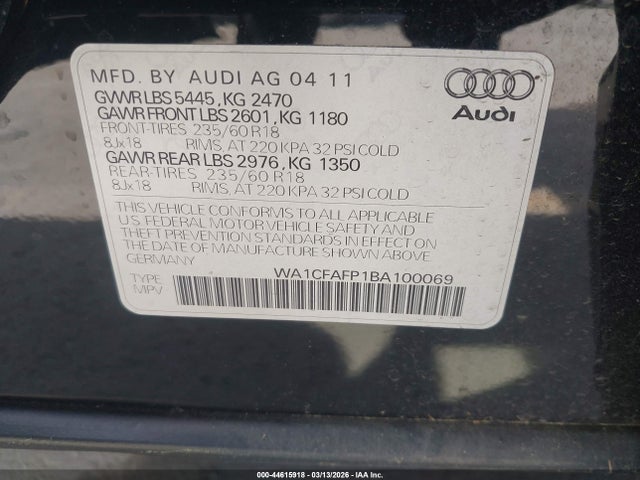 MFD. BY AUDI AG 04 11
GVWR LBS 5445, KG 2470
GAWR FRONT LBS 2601, KG 1180
FRONT-TIRES 235/60 R18
8Jx18 RIMS, AT 220 KPA 32 PSI COLD
GAWR REAR LBS 2976, KG 1350
REAR-TIRES 235/60 R18
8Jx18 RIMS, AT 220 KPA 32 PSI COLD
THIS VEHICLE CONFORMS TO ALL APPLICABLE
U.S. FEDERAL MOTOR VEHICLE SAFETY AND
THEFT PREVENTION STANDARDS IN EFFECT ON
THE DATE OF MANUFACTURE SHOWN ABOVE
GERMANY
TYPE WA1CFAFP1BA100069
MPV
Audi
000-44615918 - 03/13/2026 - IAA Inc.